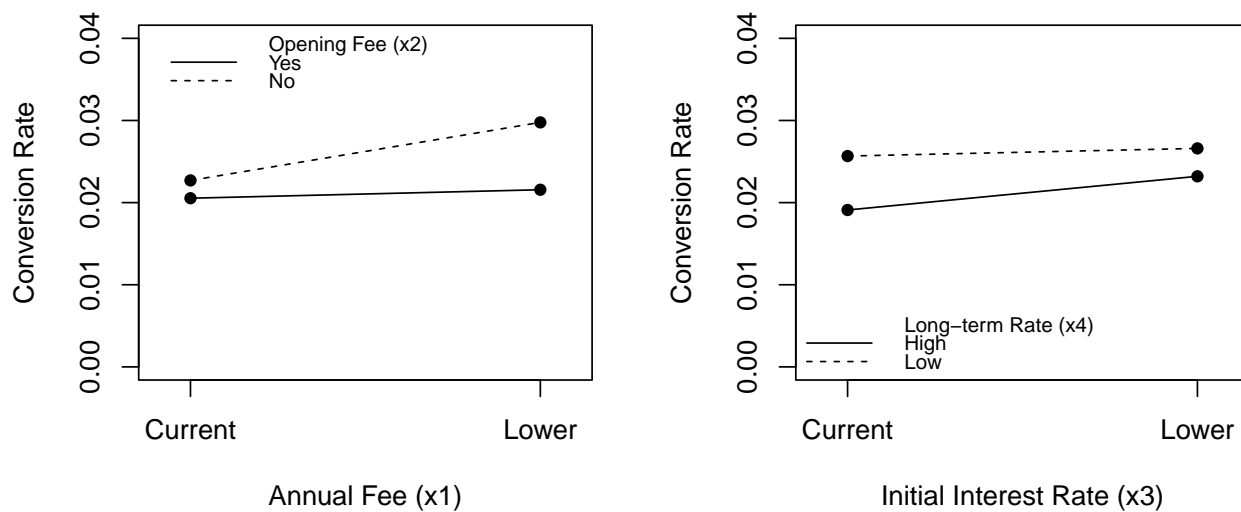 Conversion Rate
0.00 0.01 0.02 0.03 0.04
Opening Fee (x2)
Yes
No
Current Lower
Annual Fee (x1)
Conversion Rate
0.00 0.01 0.02 0.03 0.04
Long−term Rate (x4)
High
Low
Current Lower
Initial Interest Rate (x3)